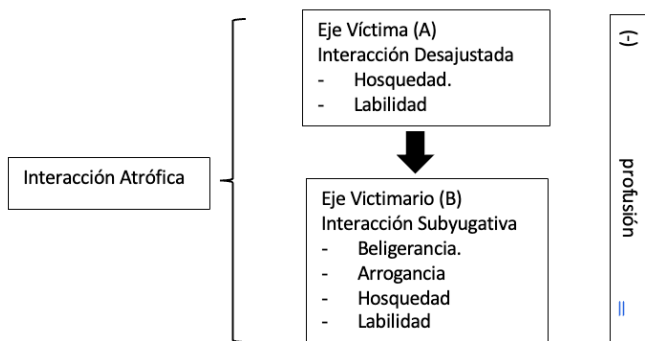 Eje Víctima (A)
Interacción Desajustada
- Hosquedad.
- Labilidad
Interacción Atrófica
Eje Victimario (B)
Interacción Subyugativa
- Beligerancia.
- Arrogancia
- Hosquedad
- Labilidad
(-) profusión =